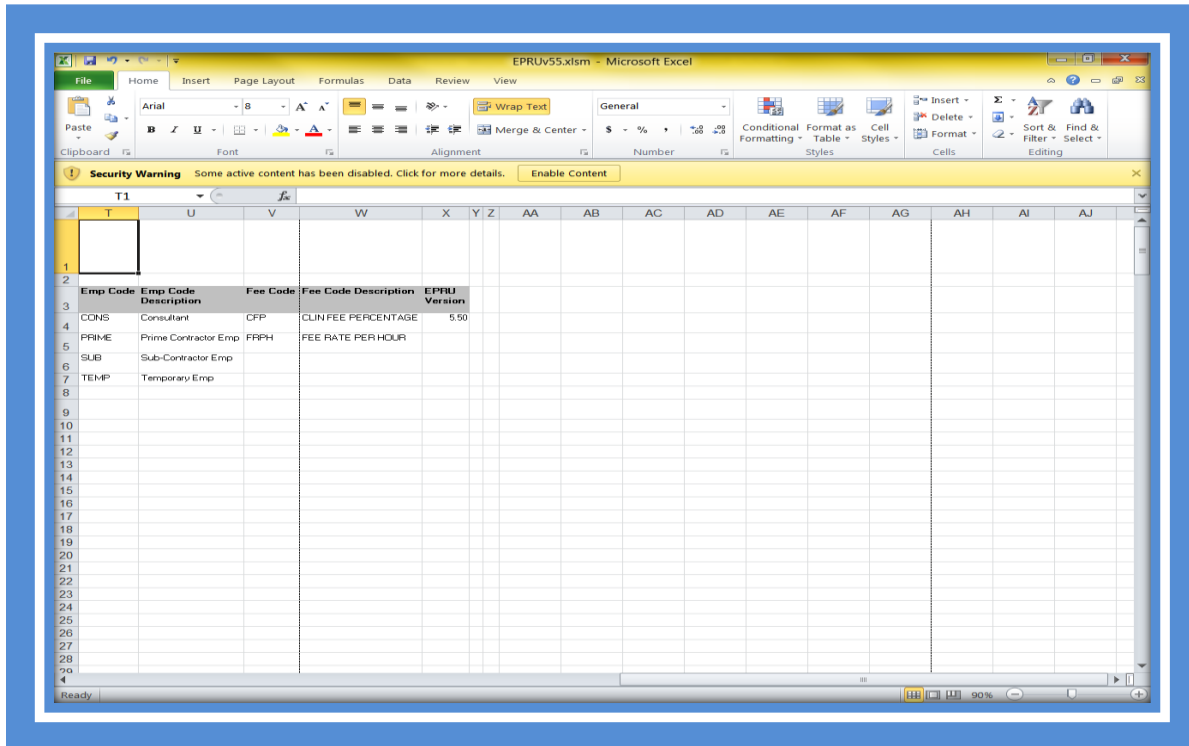 EPRUv55.xlsm - Microsoft Excel
File Home Insert Page Layout Formulas Data Review View
Paste
Clipboard
Arial 8 A A
B I U A
Font
Wrap Text
Merge & Center
Alignment
General
$ % , .0 .00 .00 .0
Number
Conditional Formatting
Format as Table
Cell Styles
Styles
Insert
Delete
Format
Cells
Σ
Sort & Filter
Find & Select
Editing
Security Warning Some active content has been disabled. Click for more details. Enable Content
T1 fx
T U V W X Y Z AA AB AC AD AE AF AG AH AI AJ
1
2
3 Emp Code Emp Code Description Fee Code Fee Code Description EPRU Version
4 CONS Consultant CFP CLIN FEE PERCENTAGE 5.50
5 PRIME Prime Contractor Emp FRPH FEE RATE PER HOUR
6 SUB Sub-Contractor Emp
7 TEMP Temporary Emp
8
9
10
11
12
13
14
15
16
17
18
19
20
21
22
23
24
25
26
27
28
29
Ready 90%